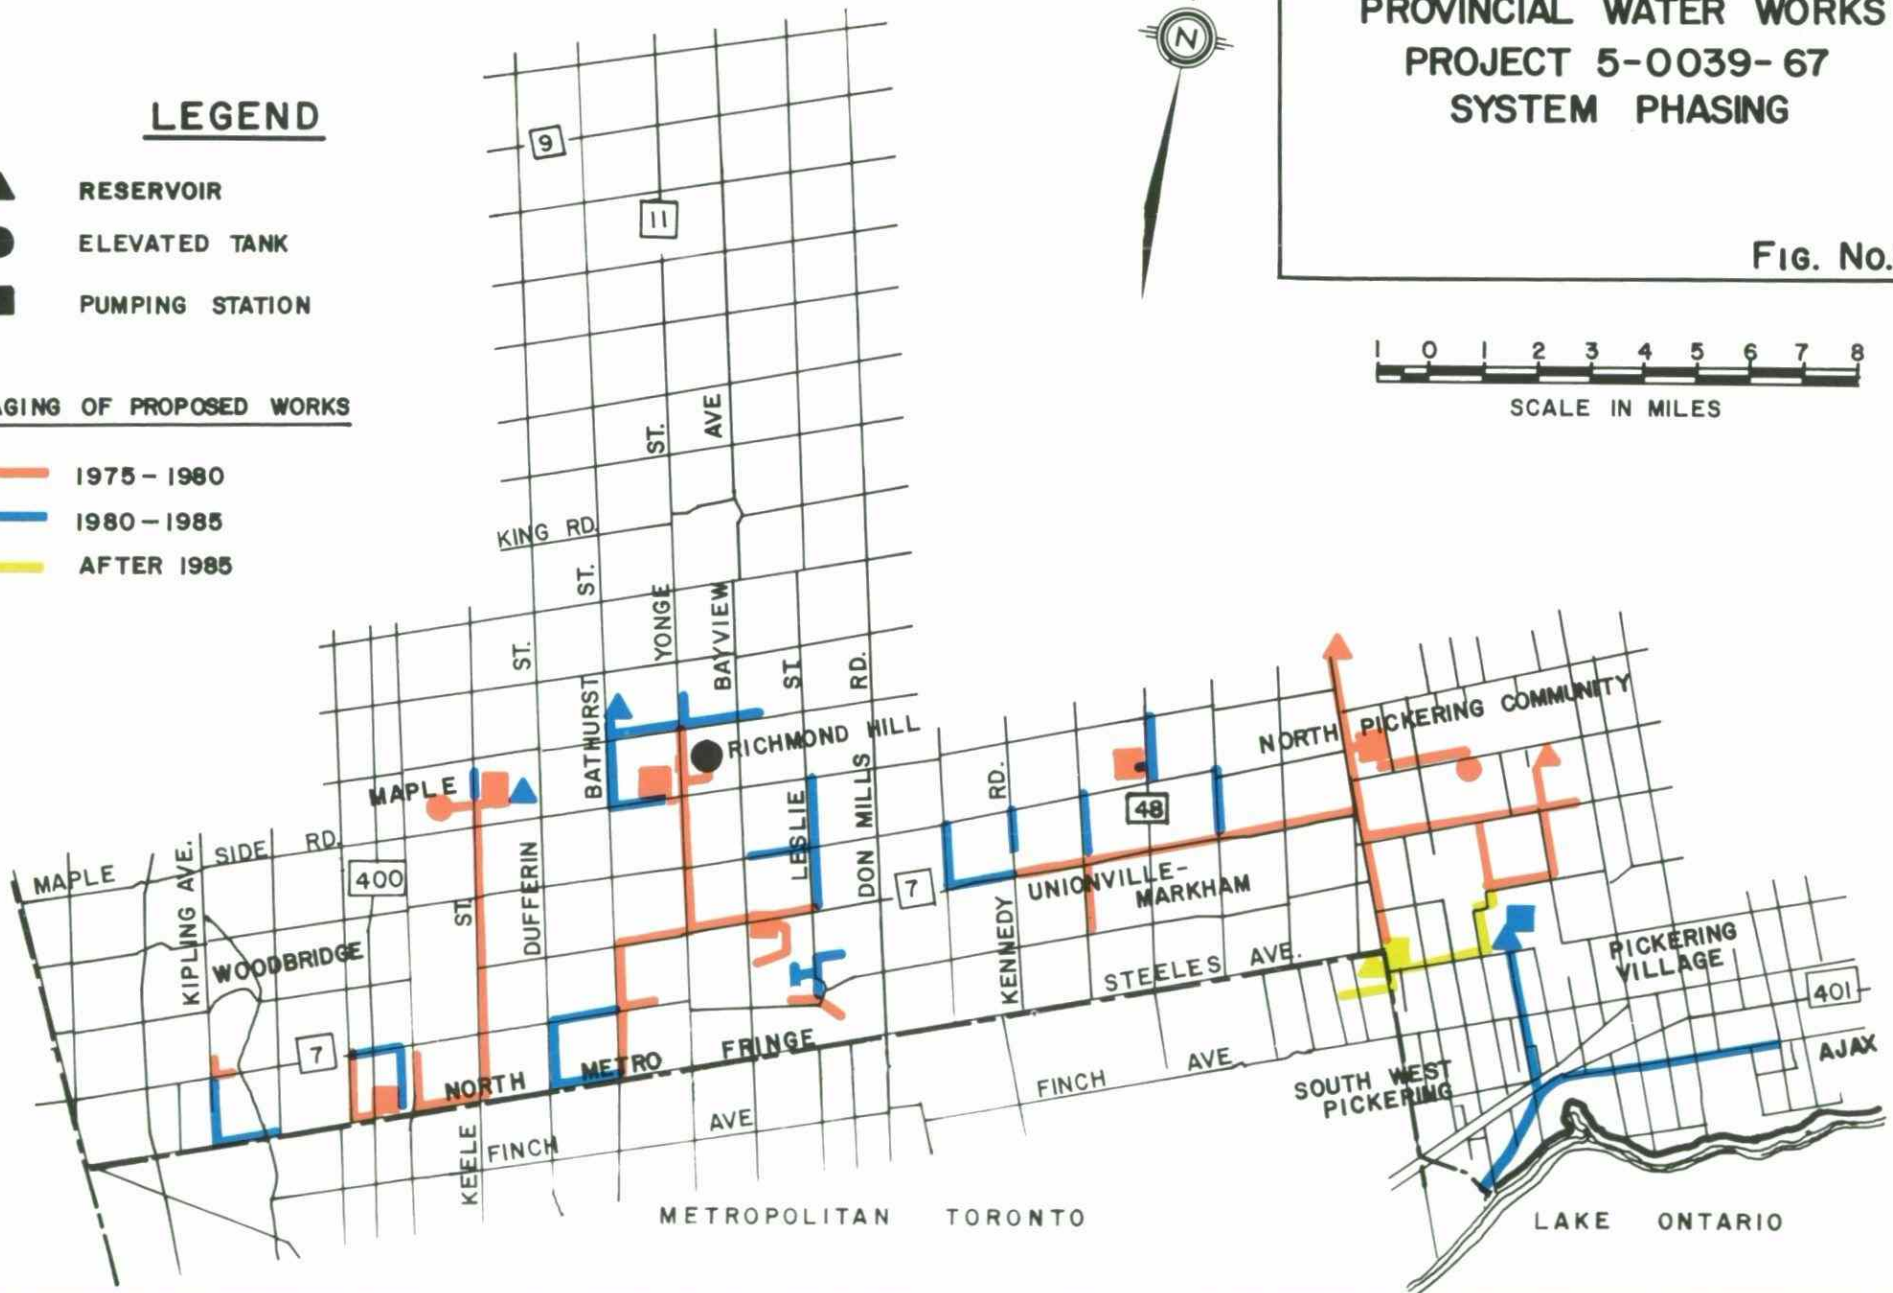 PROVINCIAL WATER WORKS
PROJECT 5-0039-67
SYSTEM PHASING
FIG. No.
N
LEGEND
RESERVOIR
ELEVATED TANK
PUMPING STATION
OF PROPOSED WORKS
1975-1980
1980-1985
AFTER 1985
1 0 1 2 3 4 5 6 7 8
SCALE IN MILES
9
11
ST.
AVE
KING RD.
ST.
YONGE
BAYVIEW
ST.
ST
RD.
BATHURST
RICHMOND HILL
MAPLE
NORTH PICKERING COMMUNITY
RD.
48
LESLIE
DON MILLS
MAPLE SIDE RD.
KIPLING AVE.
400
ST.
DUFFERIN
7
UNIONVILLE-
MARKHAM
KENNEDY
WOODBRIDGE
STEELES AVE.
PICKERING
VILLAGE
401
7
NORTH METRO FRINGE
AJAX
KEELE
FINCH AVE
FINCH AVE
SOUTH WEST
PICKERING
METROPOLITAN TORONTO
LAKE ONTARIO